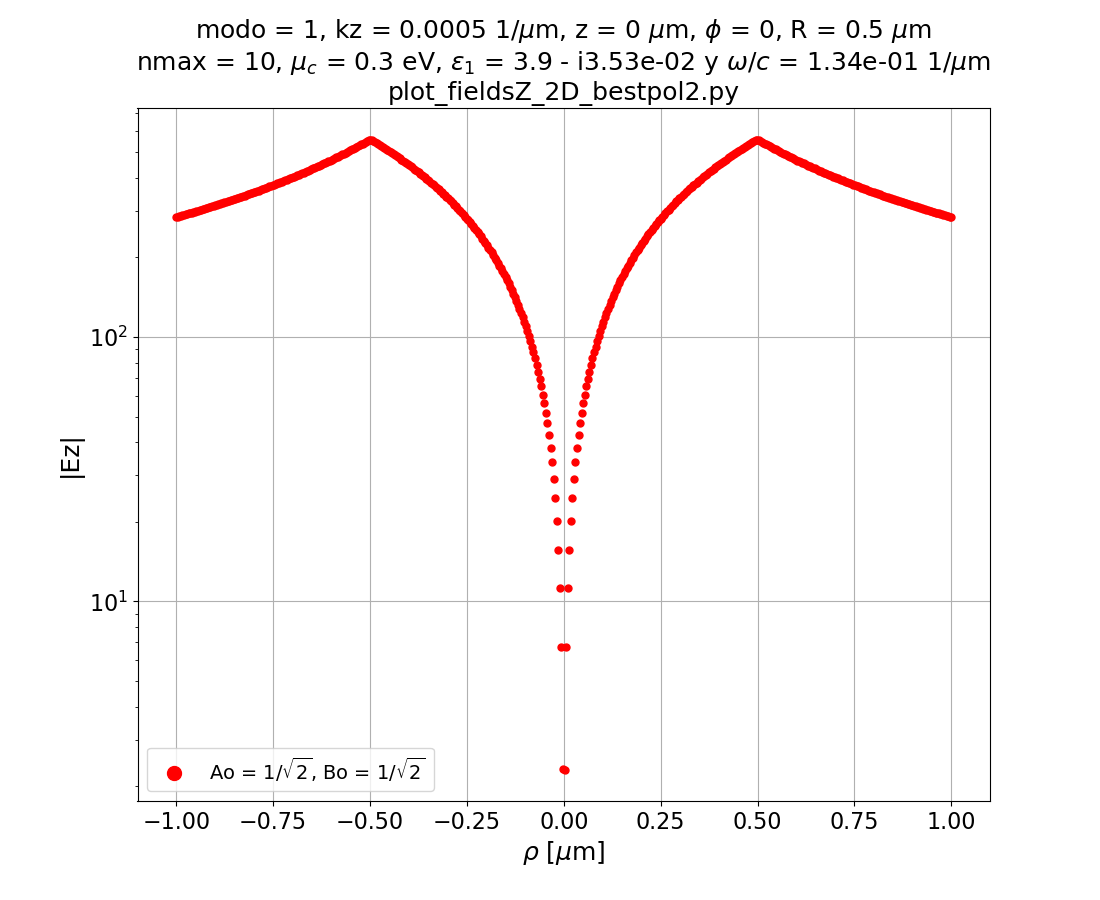 modo = 1, kz = 0.0005 1/μm, z = 0 μm, ϕ = 0, R = 0.5 μm
nmax = 10, μ_c = 0.3 eV, ε₁ = 3.9 - i3.53e-02 y ω/c = 1.34e-01 1/μm
plot_fieldsZ_2D_bestpol2.py
|Ez|
10²
10¹
Ao = 1/√2, Bo = 1/√2
−1.00 −0.75 −0.50 −0.25 0.00 0.25 0.50 0.75 1.00
ρ [μm]